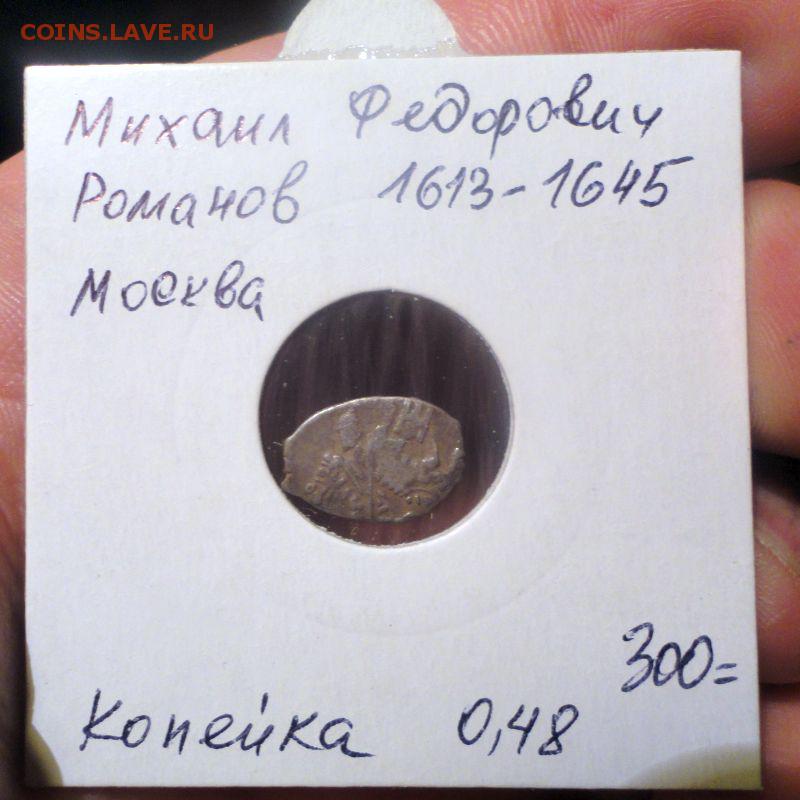 COINS.LAVE.RU
Михаил Федорович
Романов 1613-1645
Москва
300=
Копейка 0,48